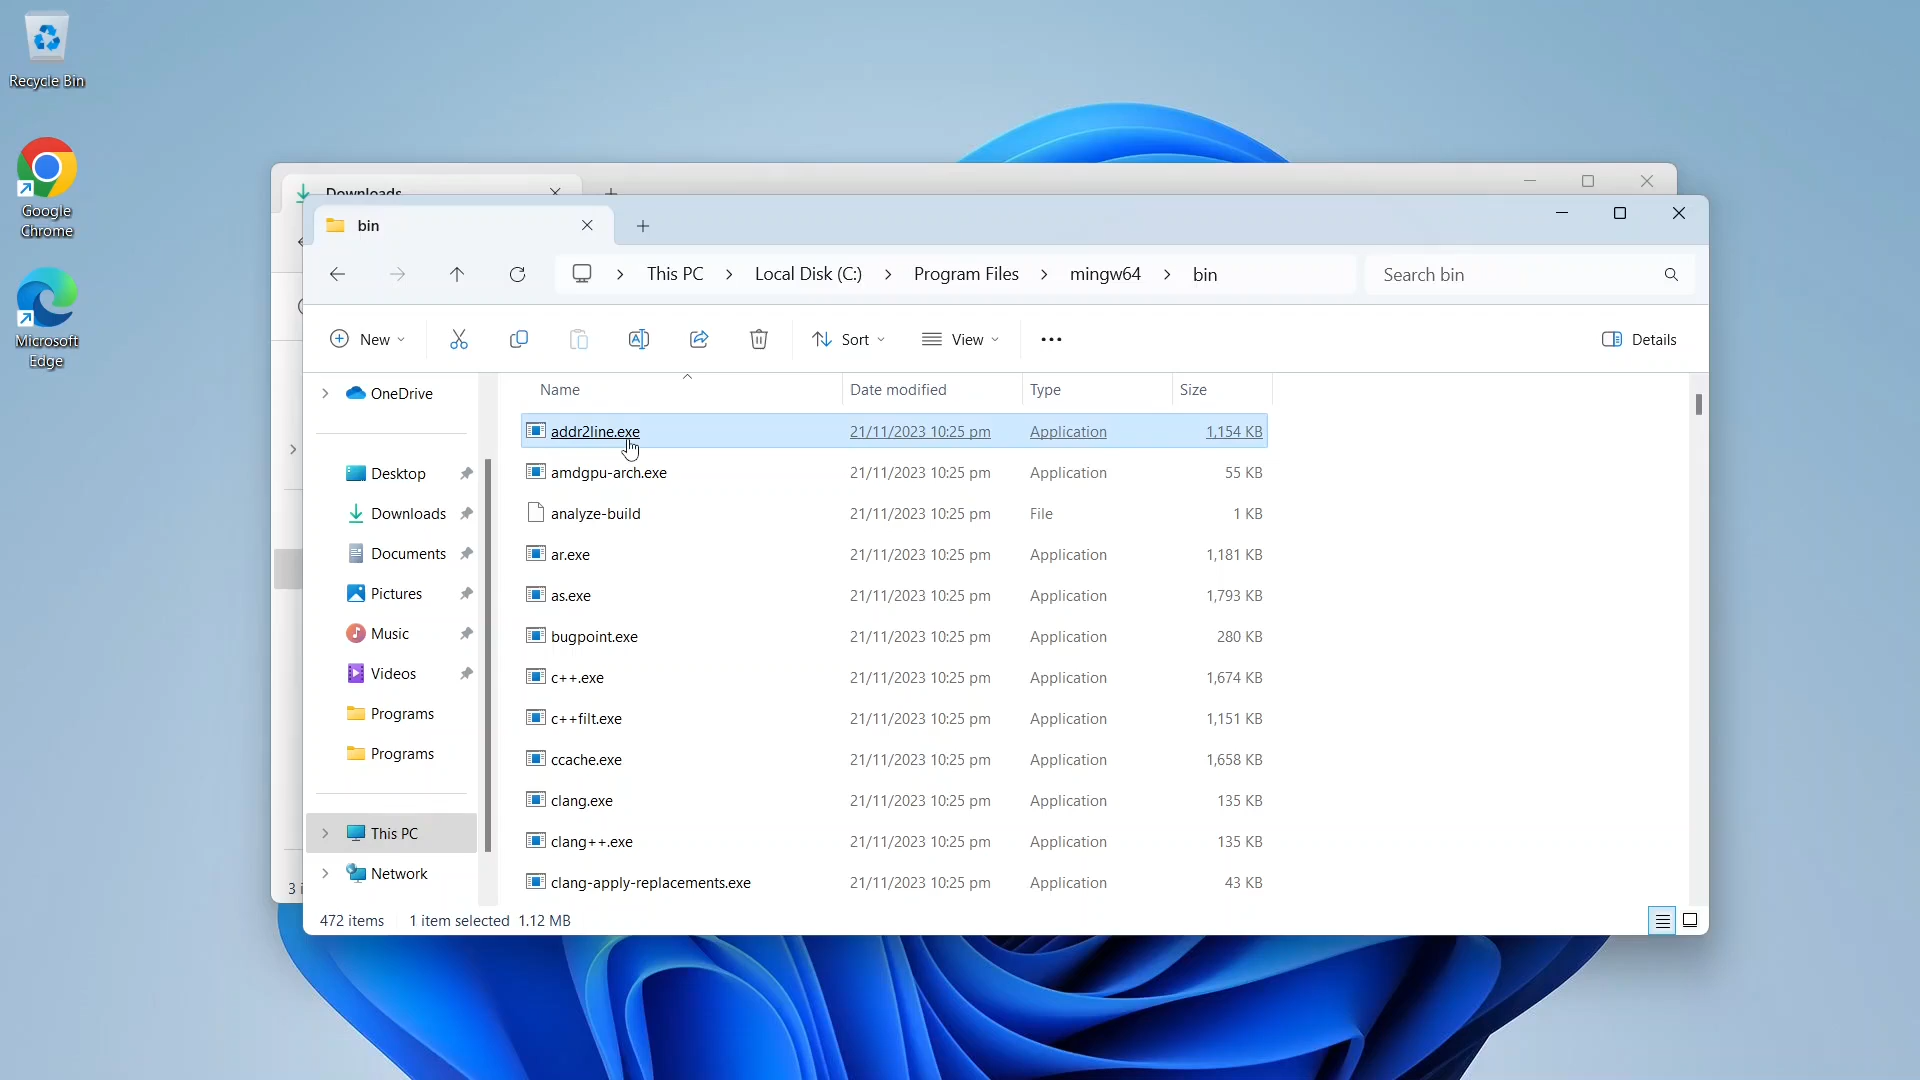 Recycle Bin
Google
Chrome
Microsoft
Edge
Downloads
bin
This PC > Local Disk (C:) > Program Files > mingw64 > bin
Search bin
New
Sort
View
Details
OneDrive
Desktop
Downloads
Documents
Pictures
Music
Videos
Programs
Programs
This PC
Network
Name Date modified Type Size
addr2line.exe 21/11/2023 10:25 pm Application 1,154 KB
amdgpu-arch.exe 21/11/2023 10:25 pm Application 55 KB
analyze-build 21/11/2023 10:25 pm File 1 KB
ar.exe 21/11/2023 10:25 pm Application 1,181 KB
as.exe 21/11/2023 10:25 pm Application 1,793 KB
bugpoint.exe 21/11/2023 10:25 pm Application 280 KB
c++.exe 21/11/2023 10:25 pm Application 1,674 KB
c++filt.exe 21/11/2023 10:25 pm Application 1,151 KB
ccache.exe 21/11/2023 10:25 pm Application 1,658 KB
clang.exe 21/11/2023 10:25 pm Application 135 KB
clang++.exe 21/11/2023 10:25 pm Application 135 KB
clang-apply-replacements.exe 21/11/2023 10:25 pm Application 43 KB
3 i
472 items 1 item selected 1.12 MB